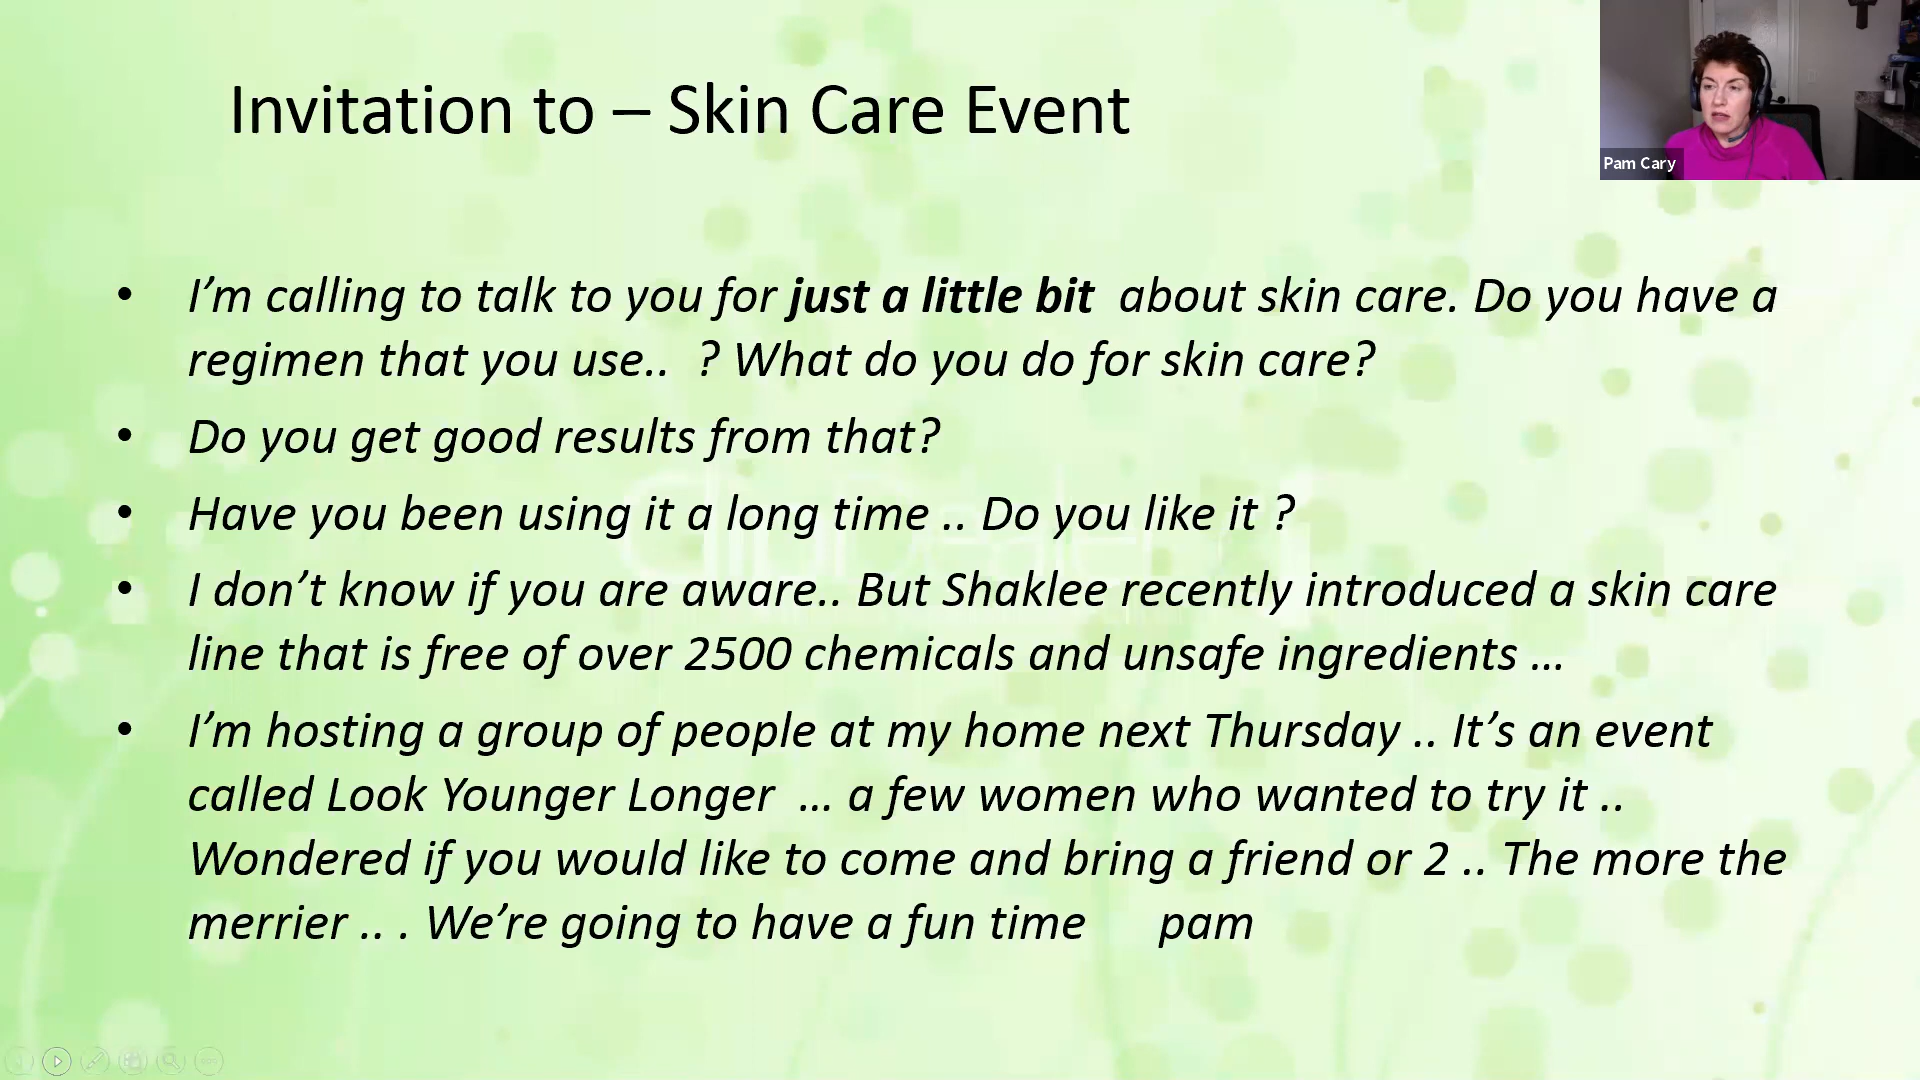 Invitation to – Skin Care Event
Pam Cary
• I’m calling to talk to you for just a little bit about skin care. Do you have a
regimen that you use.. ? What do you do for skin care?
• Do you get good results from that?
• Have you been using it a long time .. Do you like it ?
• I don’t know if you are aware.. But Shaklee recently introduced a skin care
line that is free of over 2500 chemicals and unsafe ingredients ...
• I’m hosting a group of people at my home next Thursday .. It’s an event
called Look Younger Longer ... a few women who wanted to try it ..
Wondered if you would like to come and bring a friend or 2 .. The more the
merrier .. . We’re going to have a fun time pam